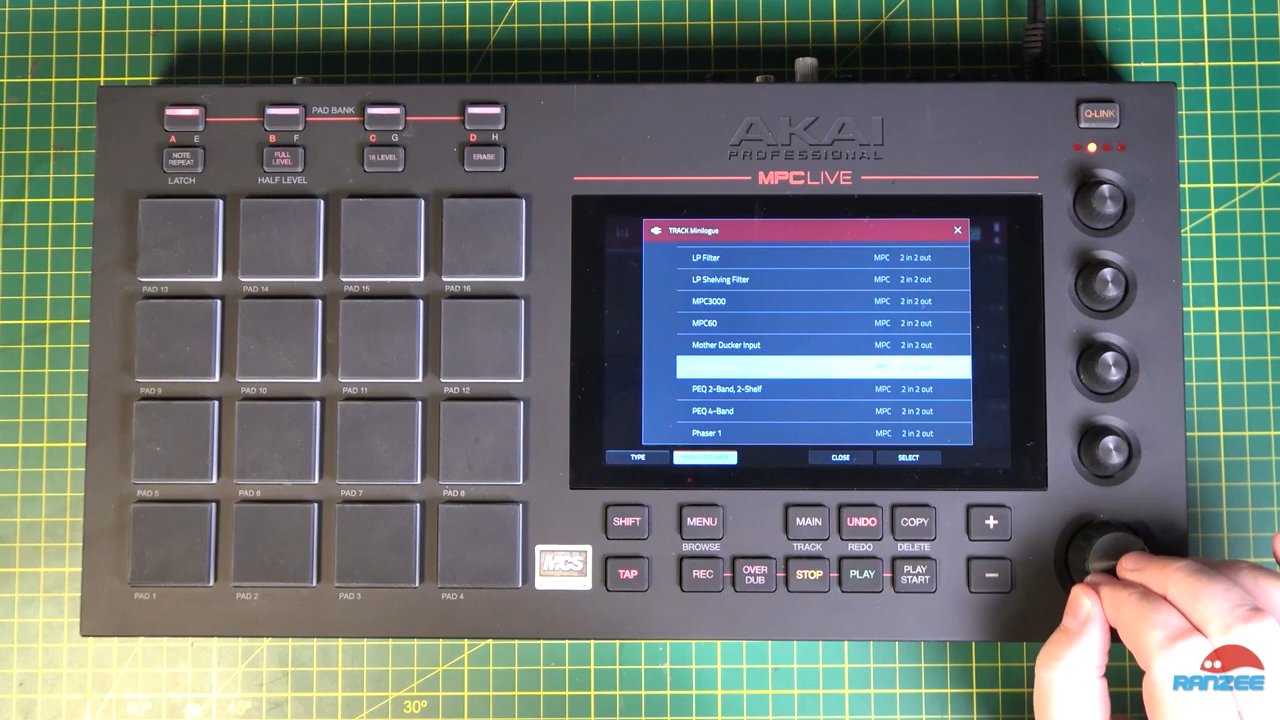 PAD BANK
A E B F C G D H
NOTE REPEAT
FULL LEVEL
16 LEVEL
ERASE
LATCH
HALF LEVEL
AKAI
PROFESSIONAL
MPC LIVE
Q-LINK
PAD 13 PAD 14 PAD 15 PAD 16
PAD 9 PAD 10 PAD 11 PAD 12
PAD 5 PAD 6 PAD 7 PAD 8
PAD 1 PAD 2 PAD 3 PAD 4
TRACK Minilogue
LP Filter MPC 2 in 2 out
LP Shelving Filter MPC 2 in 2 out
MPC3000 MPC 2 in 2 out
MPC60 MPC 2 in 2 out
Mother Ducker Input MPC 2 in 2 out
PEQ 2-Band, 2-Shelf MPC 2 in 2 out
PEQ 4-Band MPC 2 in 2 out
Phaser 1 MPC 2 in 2 out
TYPE
CLOSE
SELECT
SHIFT
MENU
MAIN
UNDO
COPY
+
BROWSE
TRACK
REDO
DELETE
MCS
TAP
REC
OVER DUB
STOP
PLAY
PLAY START
−
30°
RANZEE